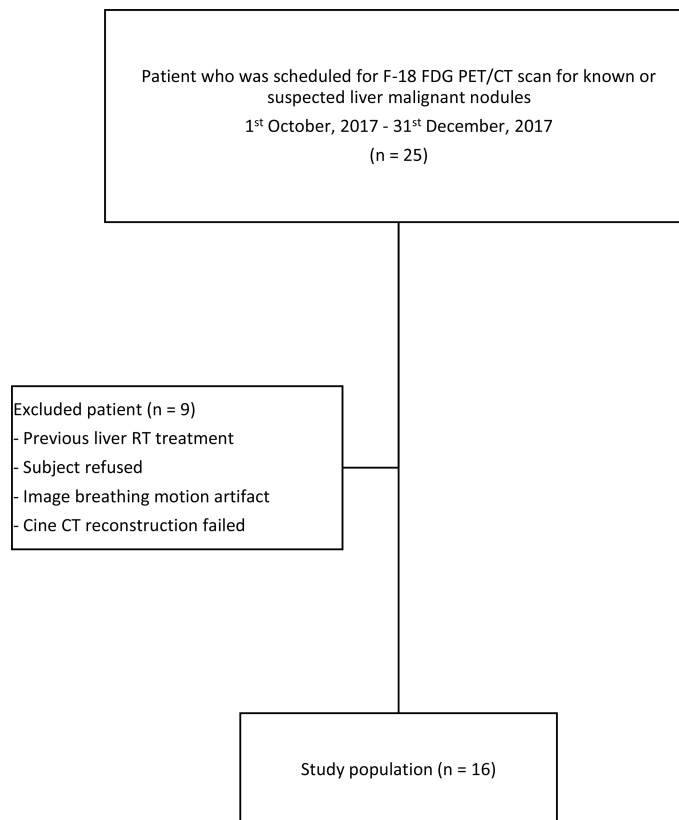 Patient who was scheduled for F-18 FDG PET/CT scan for known or
suspected liver malignant nodules
1st October, 2017 - 31st December, 2017
(n = 25)
Excluded patient (n = 9)
- Previous liver RT treatment
- Subject refused
- Image breathing motion artifact
- Cine CT reconstruction failed
Study population (n = 16)